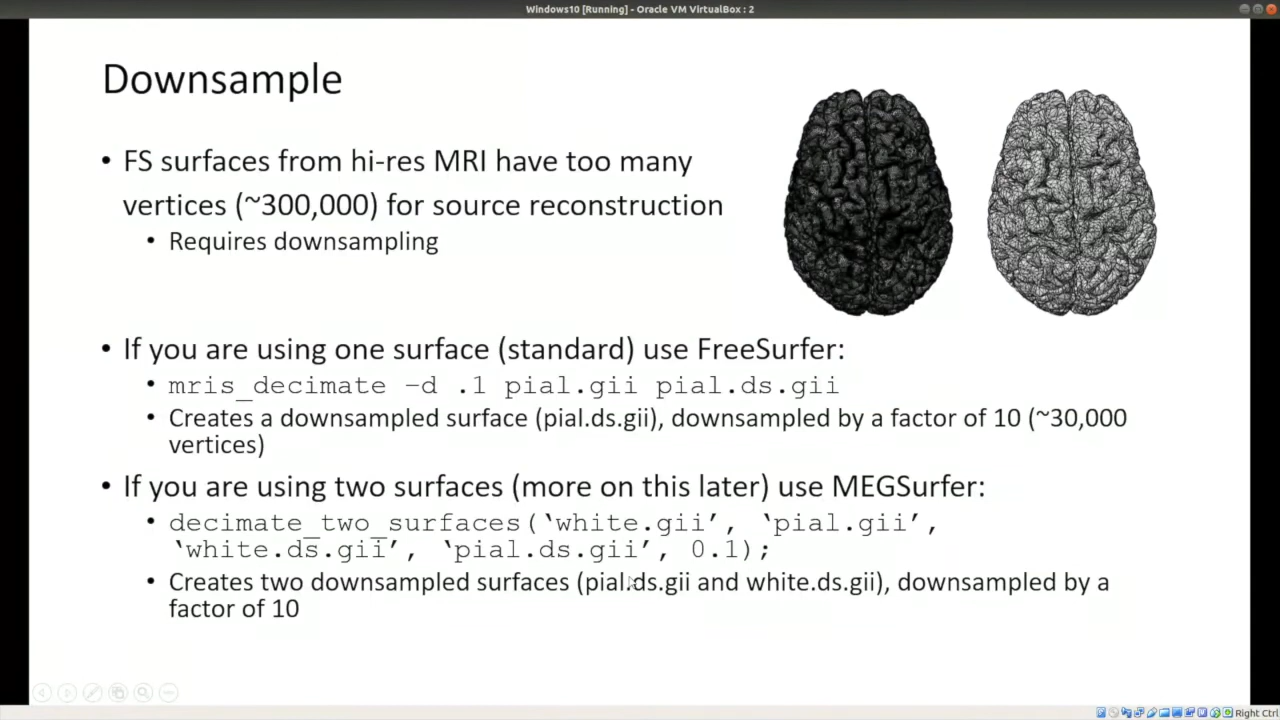 Windows10 [Running] - Oracle VM VirtualBox : 2
Downsample
• FS surfaces from hi-res MRI have too many
vertices (~300,000) for source reconstruction
• Requires downsampling
• If you are using one surface (standard) use FreeSurfer:
• mris_decimate –d .1 pial.gii pial.ds.gii
• Creates a downsampled surface (pial.ds.gii), downsampled by a factor of 10 (~30,000
vertices)
• If you are using two surfaces (more on this later) use MEGSurfer:
• decimate_two_surfaces(‘white.gii’, ‘pial.gii’,
‘white.ds.gii’, ‘pial.ds.gii’, 0.1);
• Creates two downsampled surfaces (pial.ds.gii and white.ds.gii), downsampled by a
factor of 10
Right Ctrl